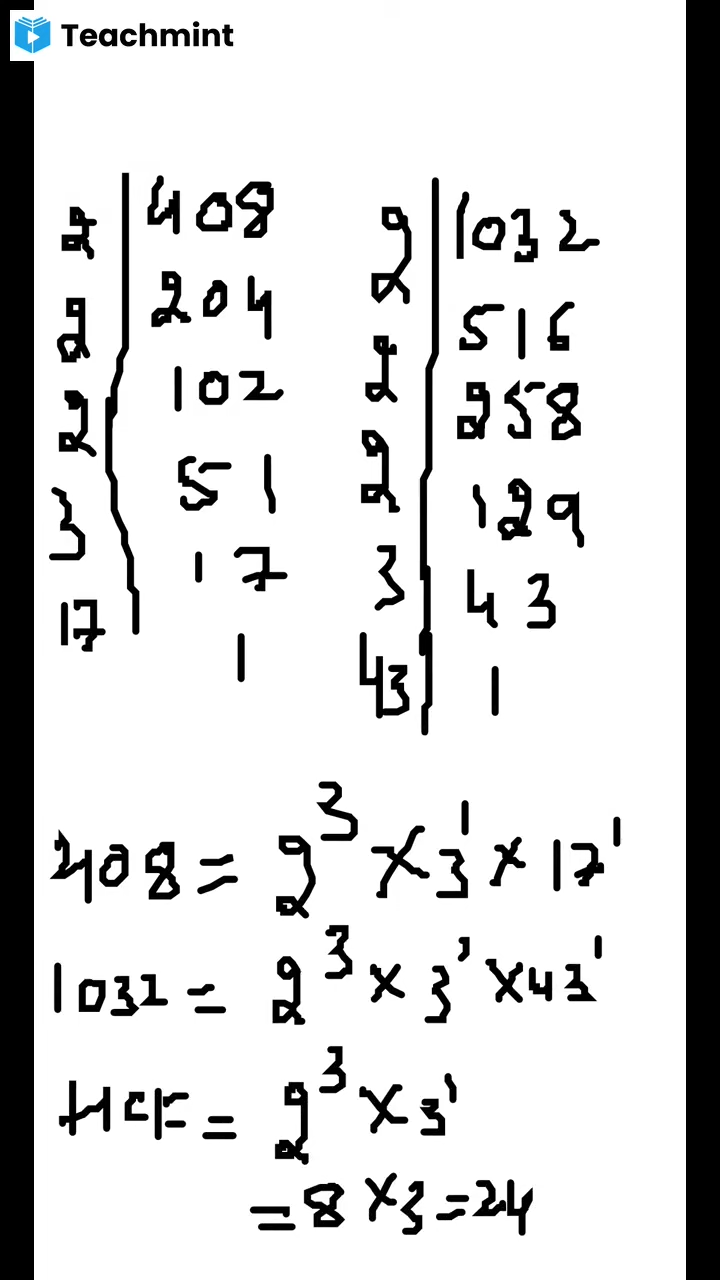 Teachmint
2 | 408
2 | 204
2 | 102
3 | 51
17 | 17
1
2 | 1032
2 | 516
2 | 258
3 | 129
43 | 43
1
408 = 2³ × 3¹ × 17¹
1032 = 2³ × 3¹ × 43¹
HCF = 2³ × 3¹
= 8 × 3 = 24